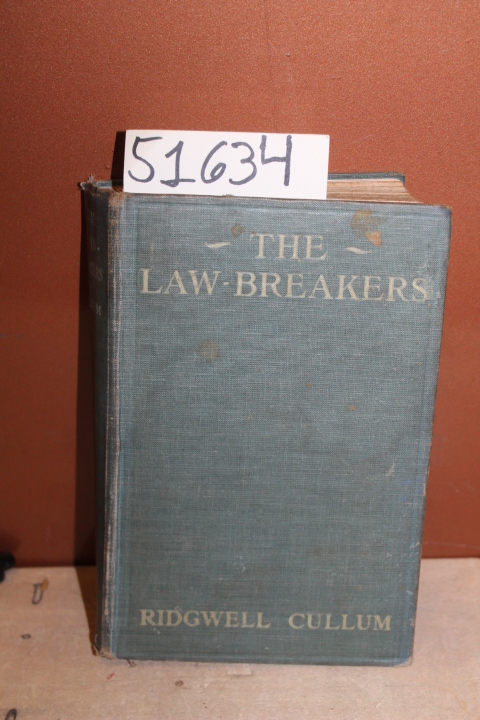 51634
~ THE ~
LAW-BREAKERS
RIDGWELL CULLUM